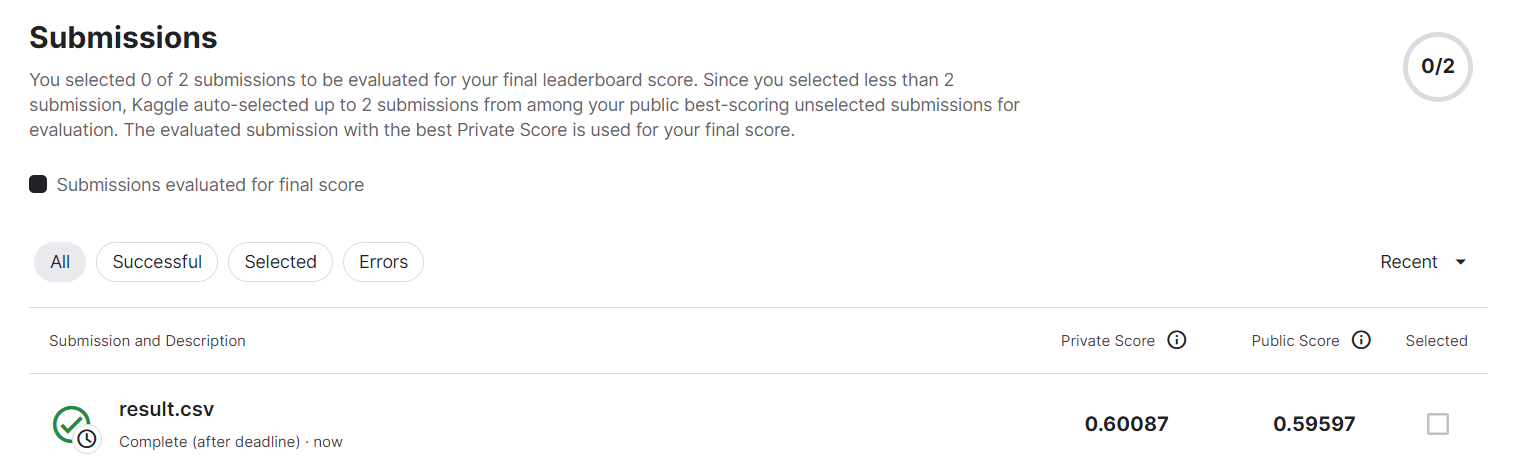 Submissions
0/2
You selected 0 of 2 submissions to be evaluated for your final leaderboard score. Since you selected less than 2
submission, Kaggle auto-selected up to 2 submissions from among your public best-scoring unselected submissions for
evaluation. The evaluated submission with the best Private Score is used for your final score.
Submissions evaluated for final score
All Successful Selected Errors Recent
Submission and Description Private Score Public Score Selected
result.csv
Complete (after deadline) · now
0.60087 0.59597